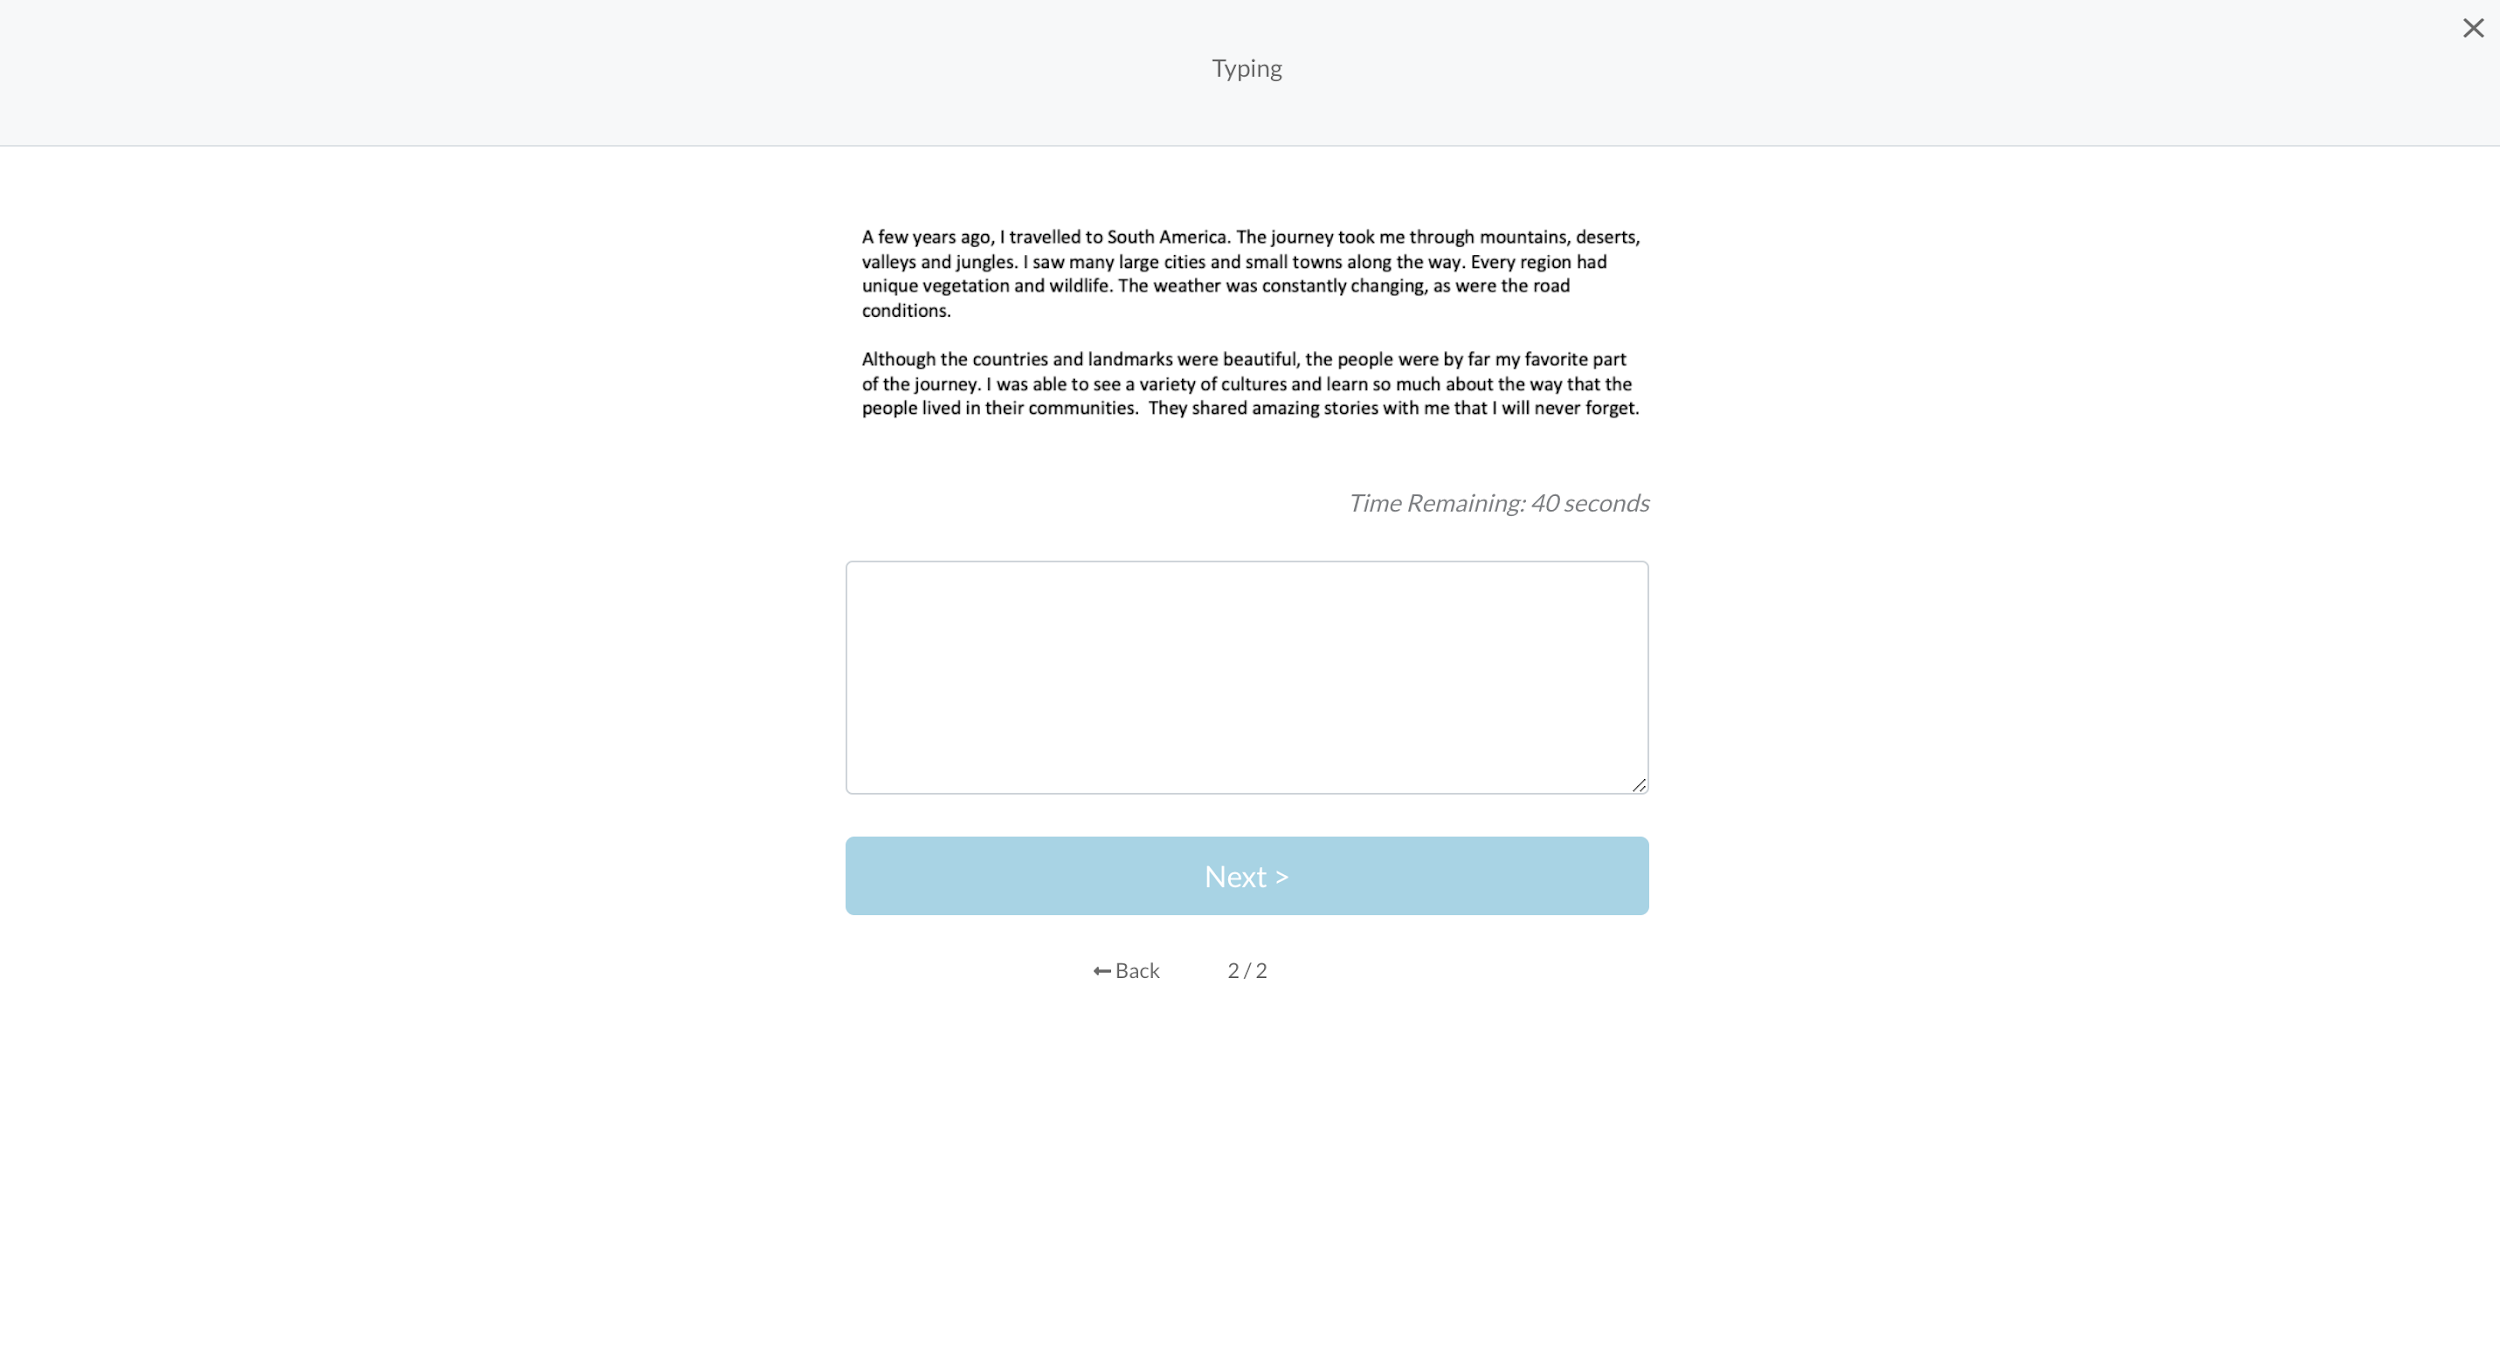 Typing
A few years ago, I travelled to South America. The journey took me through mountains, deserts,
valleys and jungles. I saw many large cities and small towns along the way. Every region had
unique vegetation and wildlife. The weather was constantly changing, as were the road
conditions.
Although the countries and landmarks were beautiful, the people were by far my favorite part
of the journey. I was able to see a variety of cultures and learn so much about the way that the
people lived in their communities.  They shared amazing stories with me that I will never forget.
Time Remaining: 40 seconds
Next >
Back 2 / 2